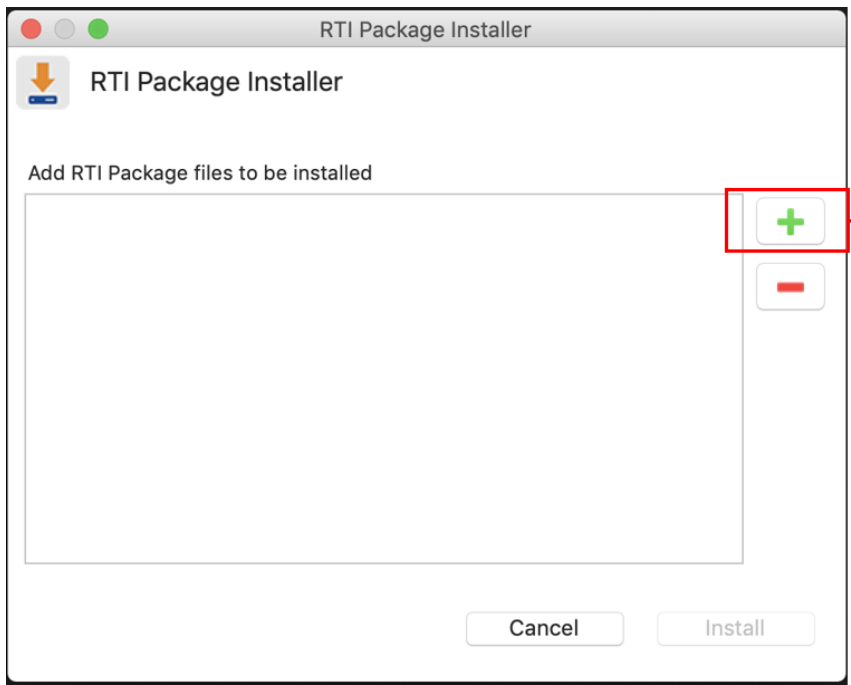 RTI Package Installer
RTI Package Installer
Add RTI Package files to be installed
Cancel
Install